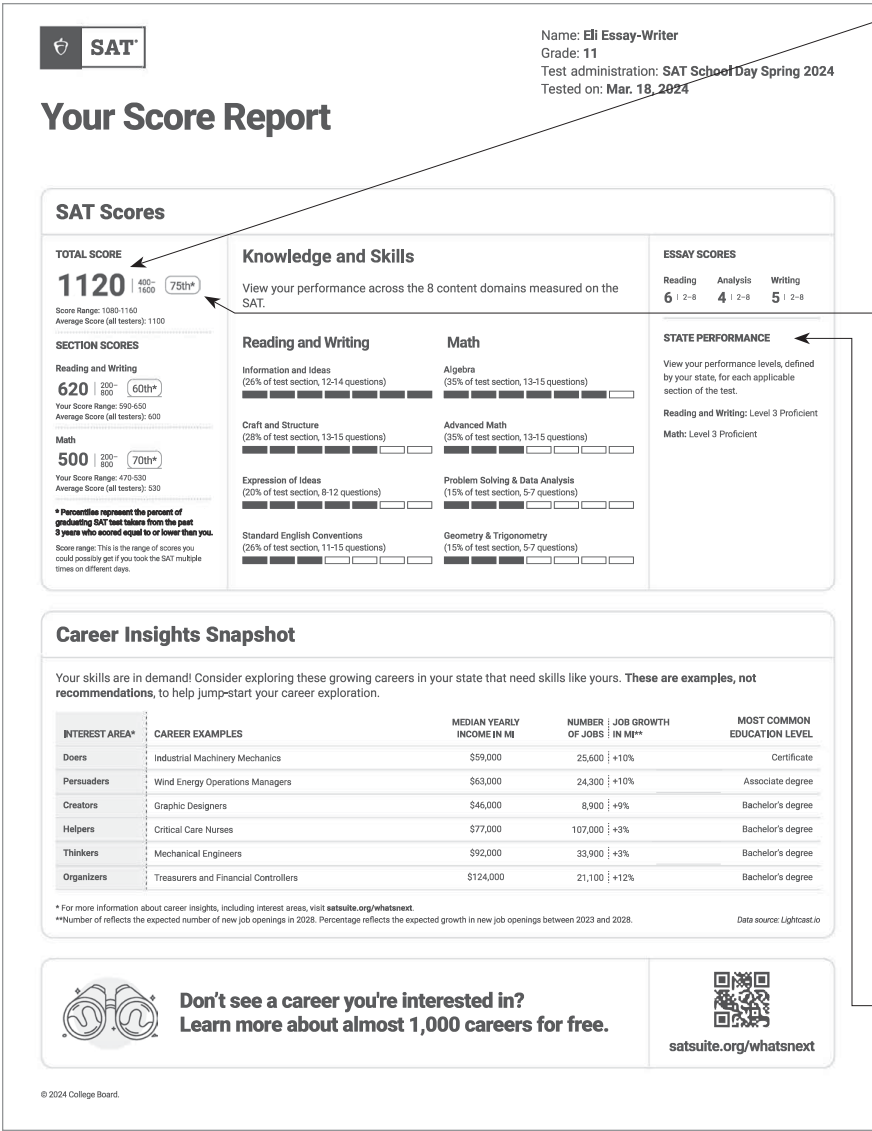 SAT
Name: Eli Essay-Writer
Grade: 11
Test administration: SAT School Day Spring 2024
Tested on: Mar. 18, 2024
Your Score Report
SAT Scores
TOTAL SCORE
1120 | 400–1600 75th*
Score Range: 1080-1160
Average Score (all testers): 1100
SECTION SCORES
Reading and Writing
620 | 200–800 60th*
Your Score Range: 590-650
Average Score (all testers): 600
Math
500 | 200–800 70th*
Your Score Range: 470-530
Average Score (all testers): 530
* Percentiles represent the percent of
graduating SAT test takers from the past
3 years who scored equal to or lower than you.
Score range: This is the range of scores you
could possibly get if you took the SAT multiple
times on different days.
Knowledge and Skills
View your performance across the 8 content domains measured on the
SAT.
Reading and Writing
Information and Ideas
(26% of test section, 12-14 questions)
Craft and Structure
(28% of test section, 13-15 questions)
Expression of Ideas
(20% of test section, 8-12 questions)
Standard English Conventions
(26% of test section, 11-15 questions)
Math
Algebra
(35% of test section, 13-15 questions)
Advanced Math
(35% of test section, 13-15 questions)
Problem Solving & Data Analysis
(15% of test section, 5-7 questions)
Geometry & Trigonometry
(15% of test section, 5-7 questions)
ESSAY SCORES
Reading Analysis Writing
6 | 2–8 4 | 2–8 5 | 2–8
STATE PERFORMANCE
View your performance levels, defined
by your state, for each applicable
section of the test.
Reading and Writing: Level 3 Proficient
Math: Level 3 Proficient
Career Insights Snapshot
Your skills are in demand! Consider exploring these growing careers in your state that need skills like yours. These are examples, not
recommendations, to help jump-start your career exploration.
INTEREST AREA* CAREER EXAMPLES MEDIAN YEARLY INCOME IN MI NUMBER OF JOBS JOB GROWTH IN MI** MOST COMMON EDUCATION LEVEL
Doers Industrial Machinery Mechanics $59,000 25,600 +10% Certificate
Persuaders Wind Energy Operations Managers $63,000 24,300 +10% Associate degree
Creators Graphic Designers $46,000 8,900 +9% Bachelor's degree
Helpers Critical Care Nurses $77,000 107,000 +3% Bachelor's degree
Thinkers Mechanical Engineers $92,000 33,900 +3% Bachelor's degree
Organizers Treasurers and Financial Controllers $124,000 21,100 +12% Bachelor's degree
* For more information about career insights, including interest areas, visit satsuite.org/whatsnext.
**Number of reflects the expected number of new job openings in 2028. Percentage reflects the expected growth in new job openings between 2023 and 2028.
Data source: Lightcast.io
Don't see a career you're interested in?
Learn more about almost 1,000 careers for free.
satsuite.org/whatsnext
© 2024 College Board.